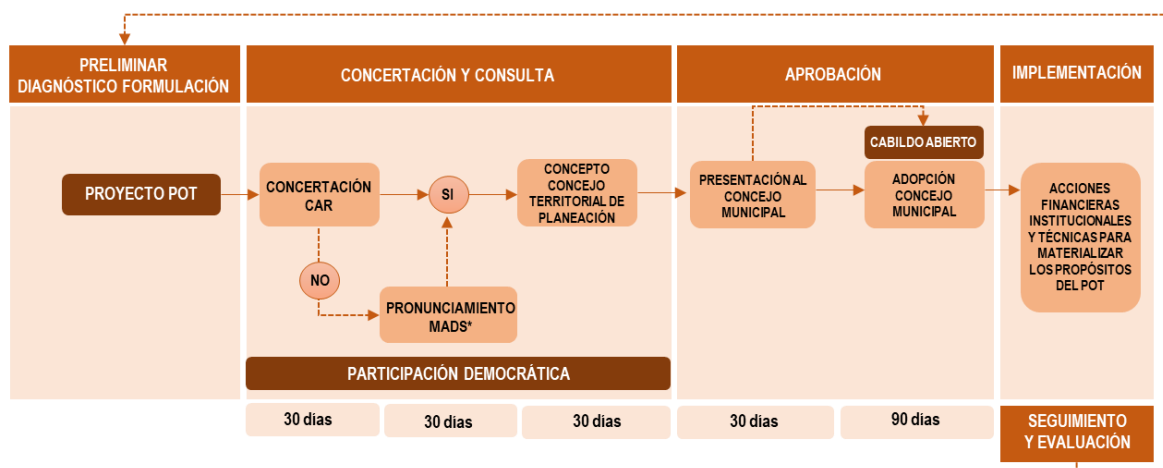 PRELIMINAR
DIAGNÓSTICO FORMULACIÓN
CONCERTACIÓN Y CONSULTA
APROBACIÓN
IMPLEMENTACIÓN
PROYECTO POT
CONCERTACIÓN
CAR
SI
NO
PRONUNCIAMIENTO
MADS*
CONCEPTO
CONCEJO
TERRITORIAL DE
PLANEACIÓN
PARTICIPACIÓN DEMOCRÁTICA
PRESENTACIÓN AL
CONCEJO
MUNICIPAL
CABILDO ABIERTO
ADOPCIÓN
CONCEJO
MUNICIPAL
ACCIONES
FINANCIERAS
INSTITUCIONALES
Y TÉCNICAS PARA
MATERIALIZAR
LOS PROPÓSITOS
DEL POT
30 días
30 días
30 días
30 días
90 días
SEGUIMIENTO
Y EVALUACIÓN